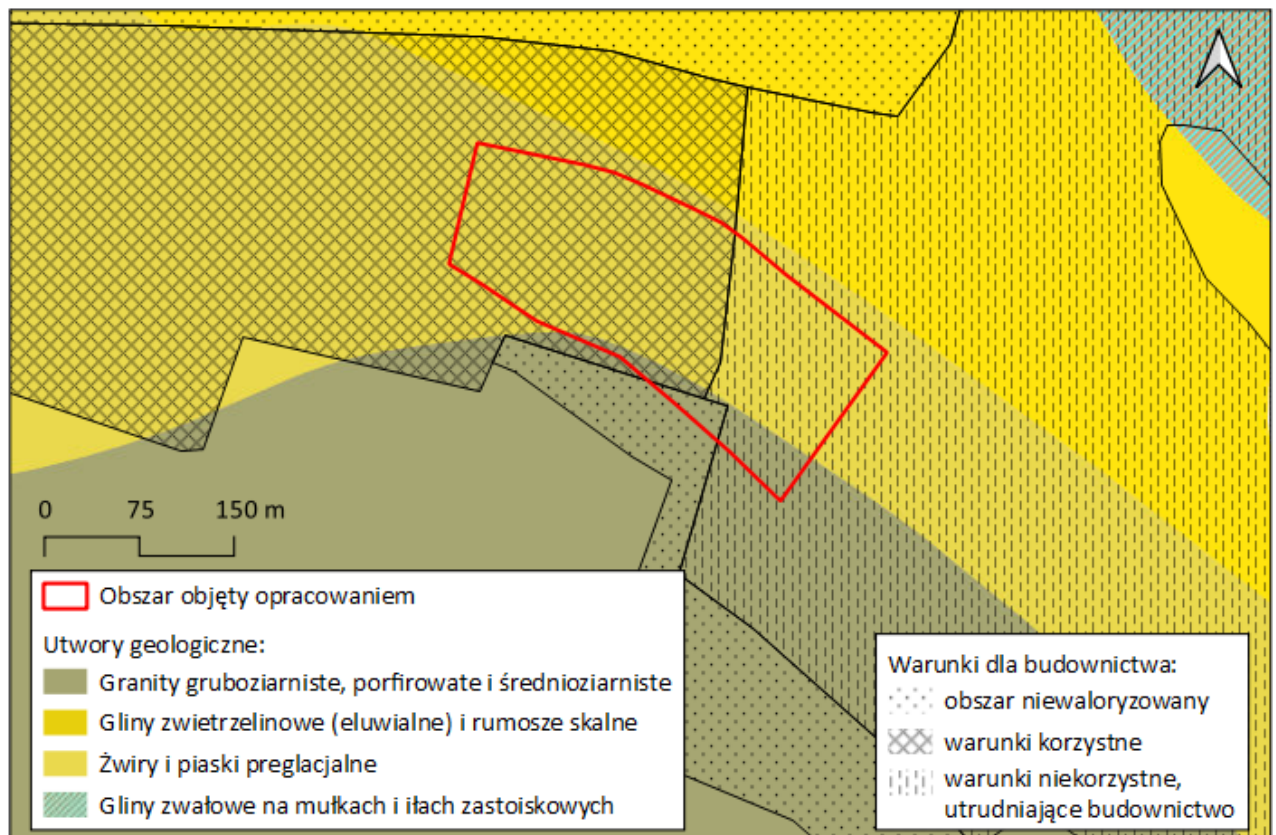 0 75 150 m
Obszar objęty opracowaniem
Utwory geologiczne:
Granity gruboziarniste, porfirowate i średnioziarniste
Gliny zwietrzelinowe (eluwialne) i rumosze skalne
Żwiry i piaski preglacjalne
Gliny zwałowe na mułkach i iłach zastoiskowych
Warunki dla budownictwa:
obszar niewaloryzowany
warunki korzystne
warunki niekorzystne,
utrudniające budownictwo